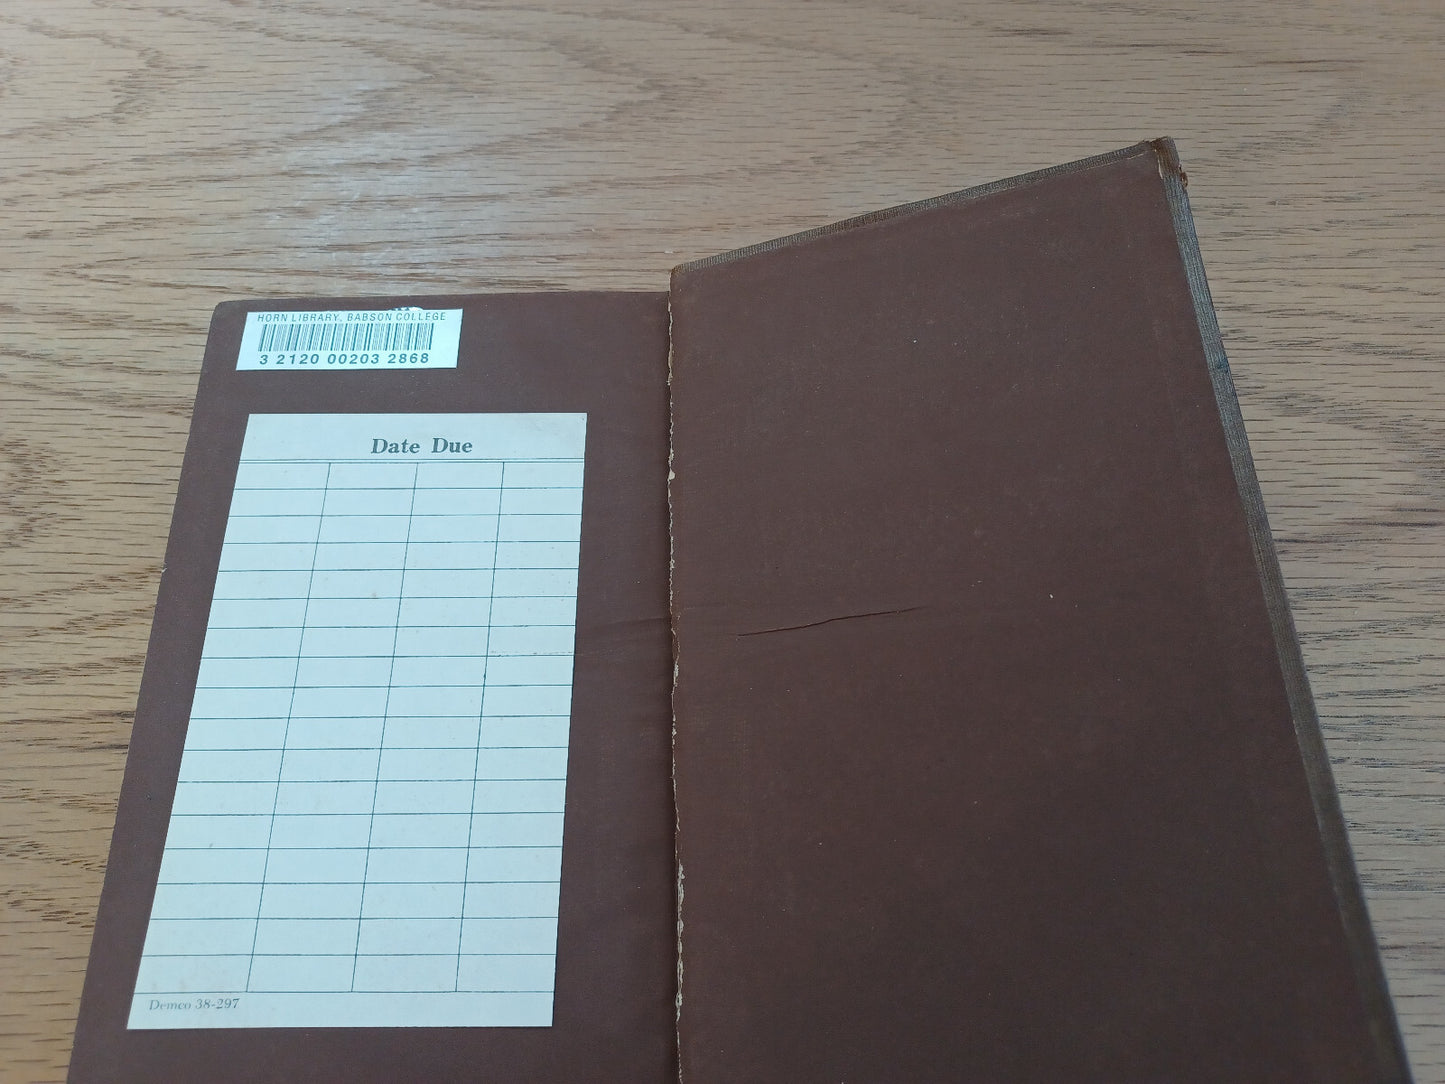 HORN LIBRARY, BABSON COLLEGE
3 2120 00203 2868
Date Due
Demco 38-297